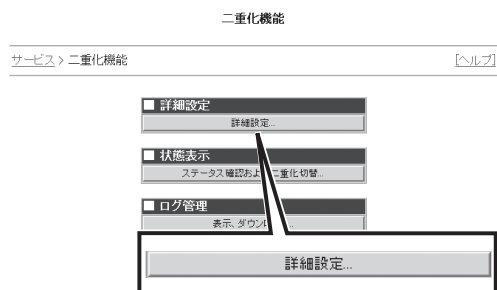 二重化機能
サービス > 二重化機能 [ヘルプ]
■ 詳細設定
詳細設定...
■ 状態表示
ステータス確認および二重化切替...
■ ログ管理
表示、ダウン
詳細設定...